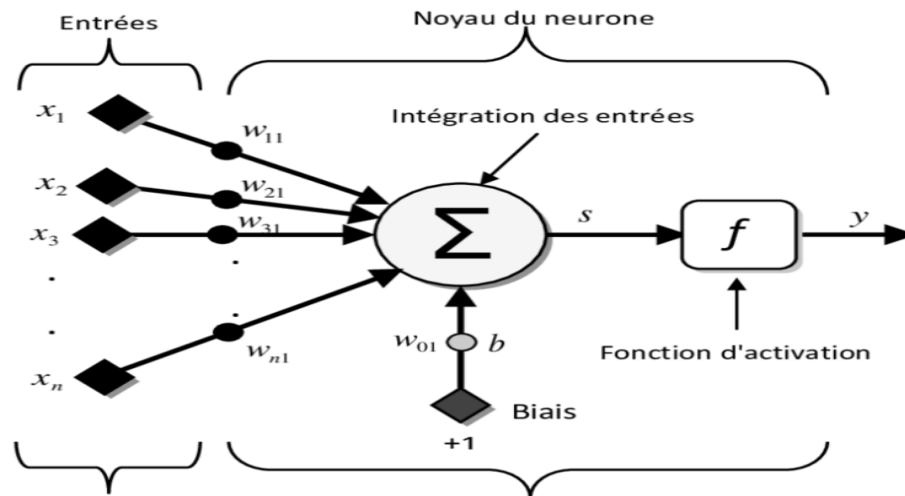 Entrées
Noyau du neurone
x₁
w₁₁
Intégration des entrées
x₂
w₂₁
x₃
w₃₁
Σ
s
f
y
xₙ
wₙ₁
w₀₁
b
Fonction d'activation
Biais
+1